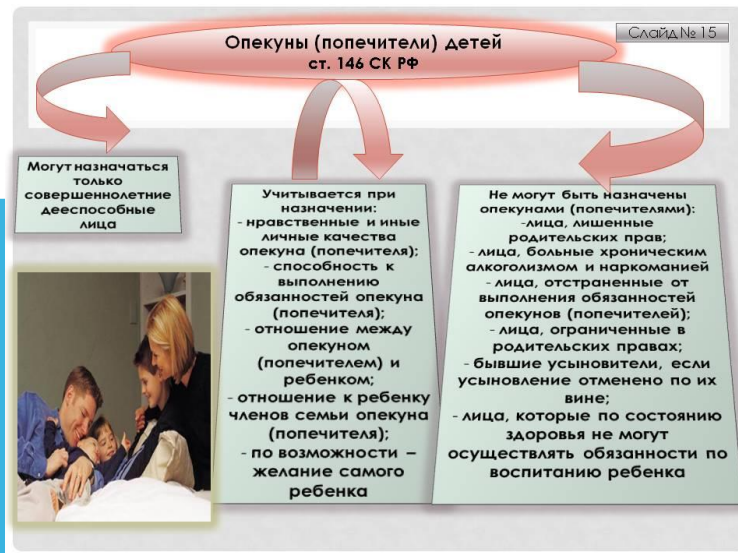 Слайд № 15
Опекуны (попечители) детей
ст. 146 СК РФ
Могут назначаться
только
совершеннолетние
дееспособные
лица
Учитывается при
назначении:
- нравственные и иные
личные качества
опекуна (попечителя);
- способность к
выполнению
обязанностей опекуна
(попечителя);
- отношение между
опекуном
(попечителем) и
ребенком;
- отношение к ребенку
членов семьи опекуна
(попечителя);
- по возможности –
желание самого
ребенка
Не могут быть назначены
опекунами (попечителями):
-лица, лишенные
родительских прав;
- лица, больные хроническим
алкоголизмом и наркоманией
- лица, отстраненные от
выполнения обязанностей
опекунов (попечителей);
- лица, ограниченные в
родительских правах;
- бывшие усыновители, если
усыновление отменено по их
вине;
- лица, которые по состоянию
здоровья не могут
осуществлять обязанности по
воспитанию ребенка